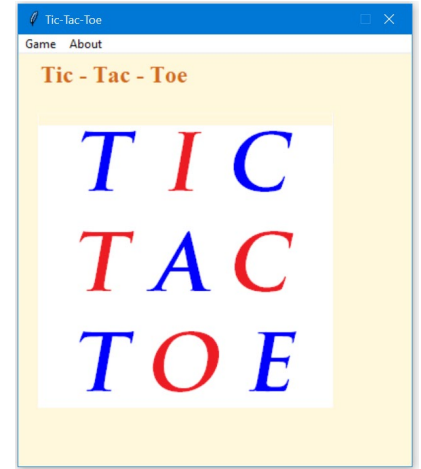 Tic-Tac-Toe
Game About
Tic - Tac - Toe
T I C
T A C
T O E